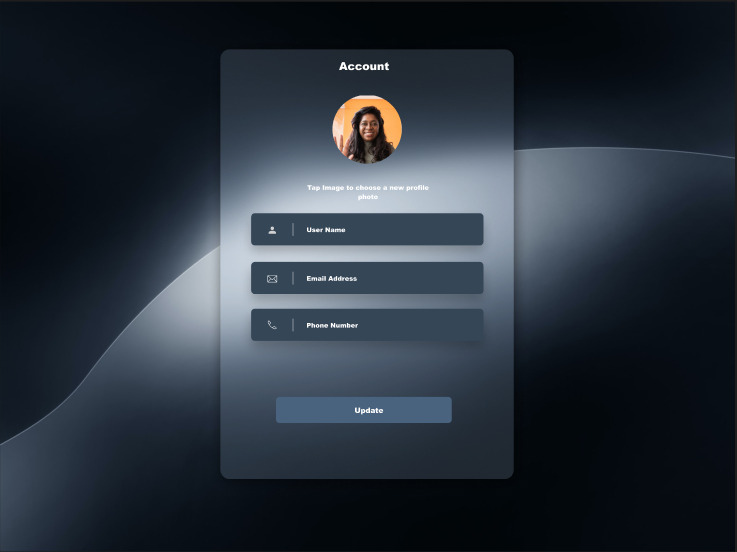 Account
Tap Image to choose a new profile
photo
User Name
Email Address
Phone Number
Update